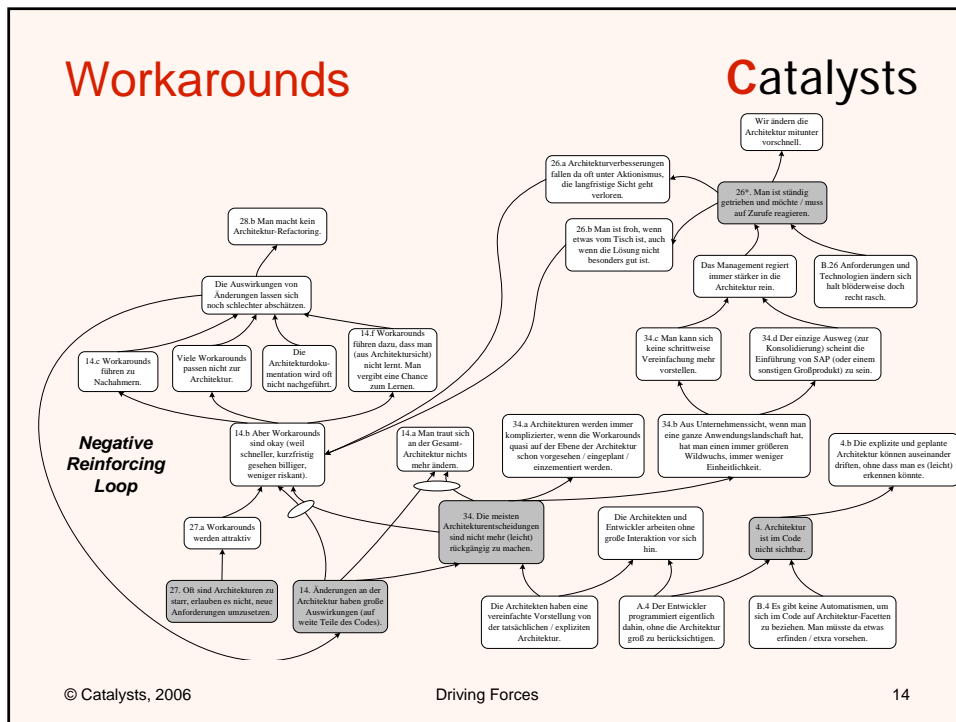 Workarounds
Catalysts
Wir ändern die
Architektur mitunter
vorschnell.
26.a Architekturverbesserungen
fallen da oft unter Aktionismus,
die langfristige Sicht geht
verloren.
26*. Man ist ständig
getrieben und möchte / muss
auf Zurufe reagieren.
28.b Man macht kein
Architektur-Refactoring.
26.b Man ist froh, wenn
etwas vom Tisch ist, auch
wenn die Lösung nicht
besonders gut ist.
Die Auswirkungen von
Änderungen lassen sich
noch schlechter abschätzen.
Das Management regiert
immer stärker in die
Architektur rein.
B.26 Anforderungen und
Technologien ändern sich
halt blöderweise doch
recht rasch.
14.c Workarounds
führen zu
Nachahmern.
Viele Workarounds
passen nicht zur
Architektur.
Die
Architekturdoku-
mentation wird oft
nicht nachgeführt.
14.f Workarounds
führen dazu, dass man
(aus Architektursicht)
nicht lernt. Man
vergibt eine Chance
zum Lernen.
34.c Man kann sich
keine schrittweise
Vereinfachung mehr
vorstellen.
34.d Der einzige Ausweg (zur
Konsolidierung) scheint die
Einführung von SAP (oder einem
sonstigen Großprodukt) zu sein.
Negative
Reinforcing
Loop
14.b Aber Workarounds
sind okay (weil
schneller, kurzfristig
gesehen billiger,
weniger riskant).
14.a Man traut sich
an der Gesamt-
Architektur nichts
mehr ändern.
34.a Architekturen werden immer
komplizierter, wenn die Workarounds
quasi auf der Ebene der Architektur
schon vorgesehen / eingeplant /
einzementiert werden.
34.b Aus Unternehmenssicht, wenn man
eine ganze Anwendungslandschaft hat,
hat man einen immer größeren
Wildwuchs, immer weniger
Einheitlichkeit.
4.b Die explizite und geplante
Architektur können auseinander
driften, ohne dass man es (leicht)
erkennen könnte.
27.a Workarounds
werden attraktiv
34. Die meisten
Architekturentscheidungen
sind nicht mehr (leicht)
rückgängig zu machen.
Die Architekten und
Entwickler arbeiten ohne
große Interaktion vor sich
hin.
4. Architektur
ist im Code
nicht sitchbar.
27. Oft sind Architekturen zu
starr, erlauben es nicht, neue
Anforderungen umzusetzen.
14. Änderungen an der
Architektur haben große
Auswirkungen (auf
weite Teile des Codes).
Die Architekten haben eine
vereinfachte Vorstellung von
der tatsächlichen / expliziten
Architektur.
A.4 Der Entwickler
programmiert eigentlich
dahin, ohne die Architektur
groß zu berücksichtigen.
B.4 Es gibt keine Automatismen, um
sich im Code auf Architektur-Facetten
zu beziehen. Man müsste da etwas
erfinden / etxra vorsehen.
© Catalysts, 2006
Driving Forces
14